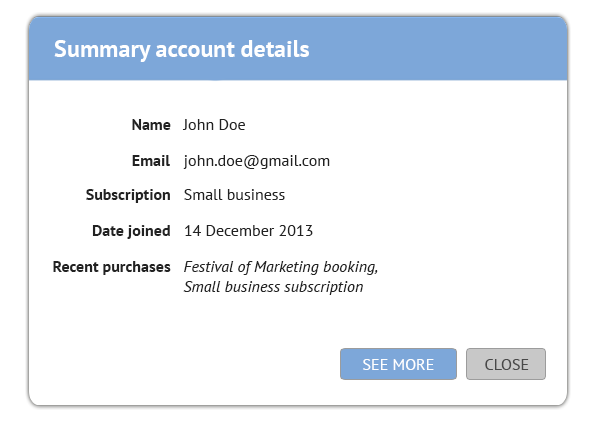 Summary account details
Name John Doe
Email john.doe@gmail.com
Subscription Small business
Date joined 14 December 2013
Recent purchases Festival of Marketing booking,
Small business subscription
SEE MORE CLOSE